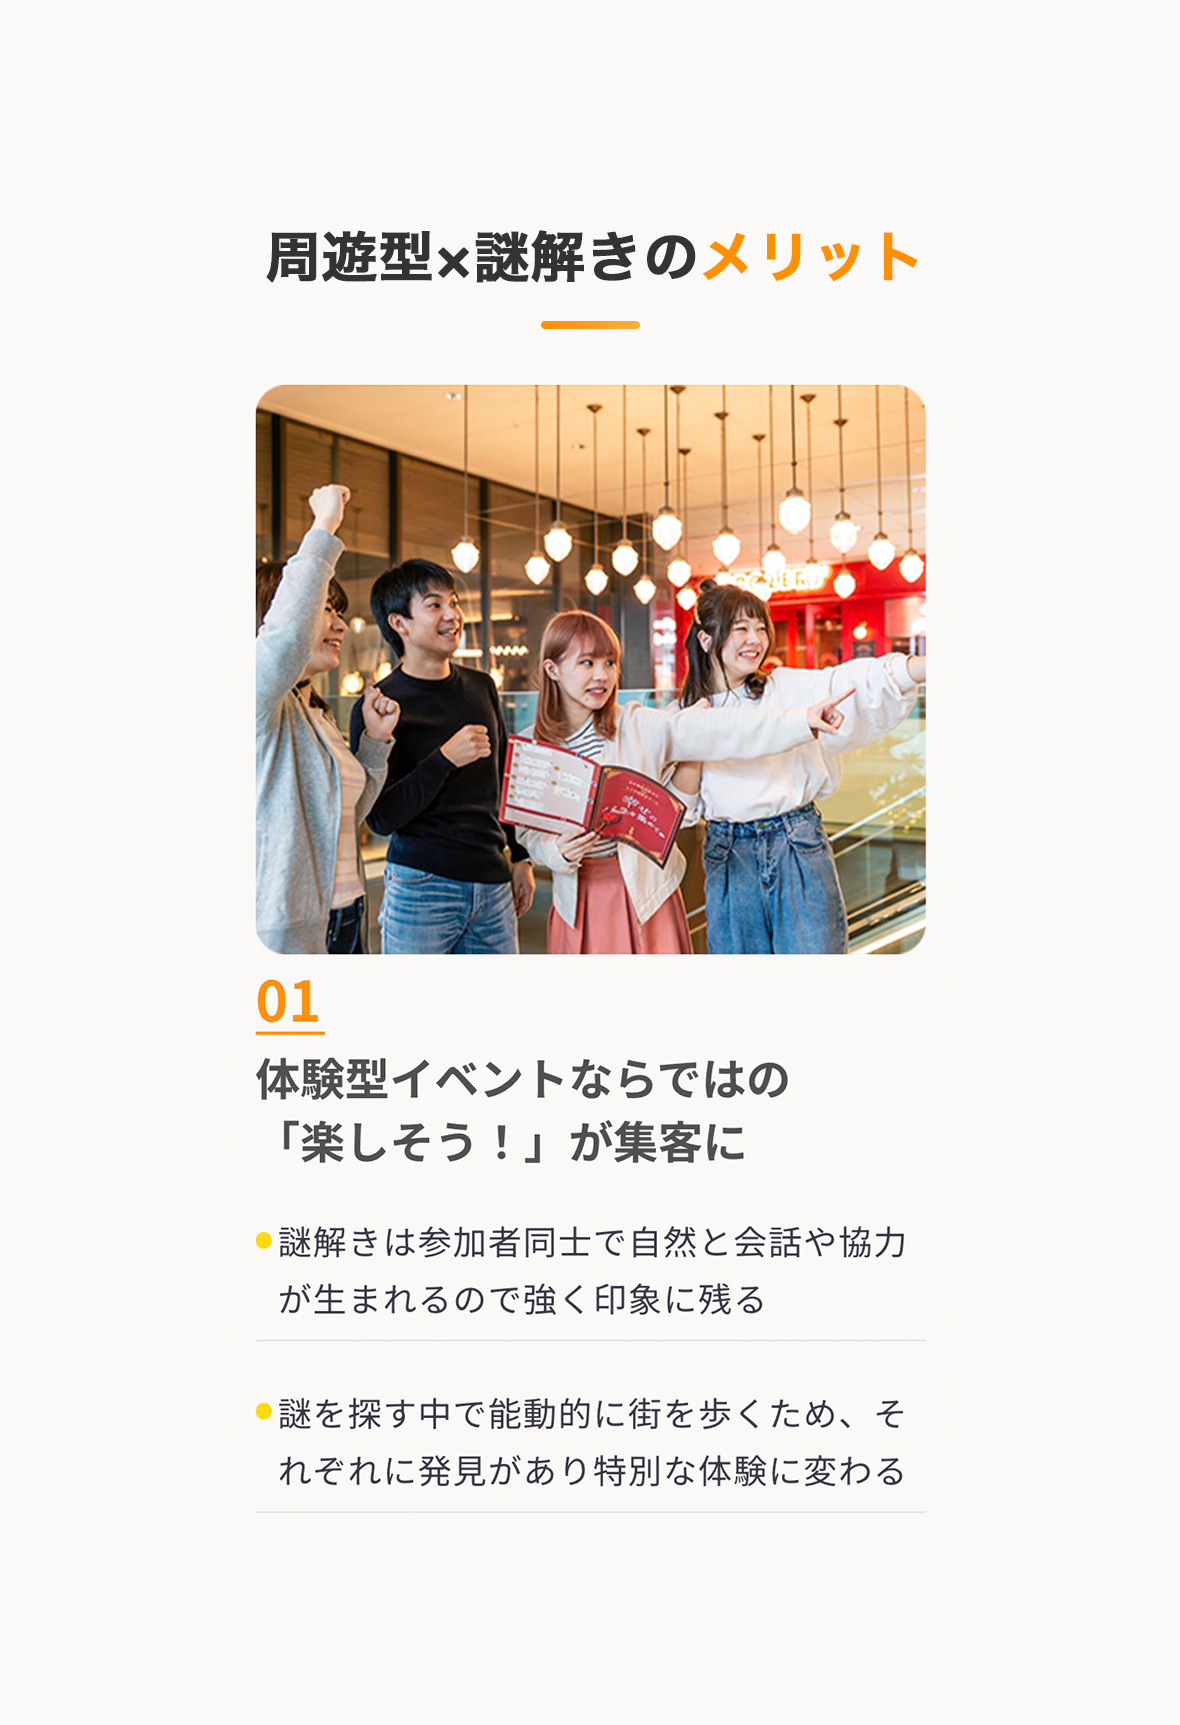 周遊型×謎解きのメリット
01
体験型イベントならではの
「楽しそう！」が集客に
謎解きは参加者同士で自然と会話や協力
が生まれるので強く印象に残る
謎を探す中で能動的に街を歩くため、そ
れぞれに発見があり特別な体験に変わる